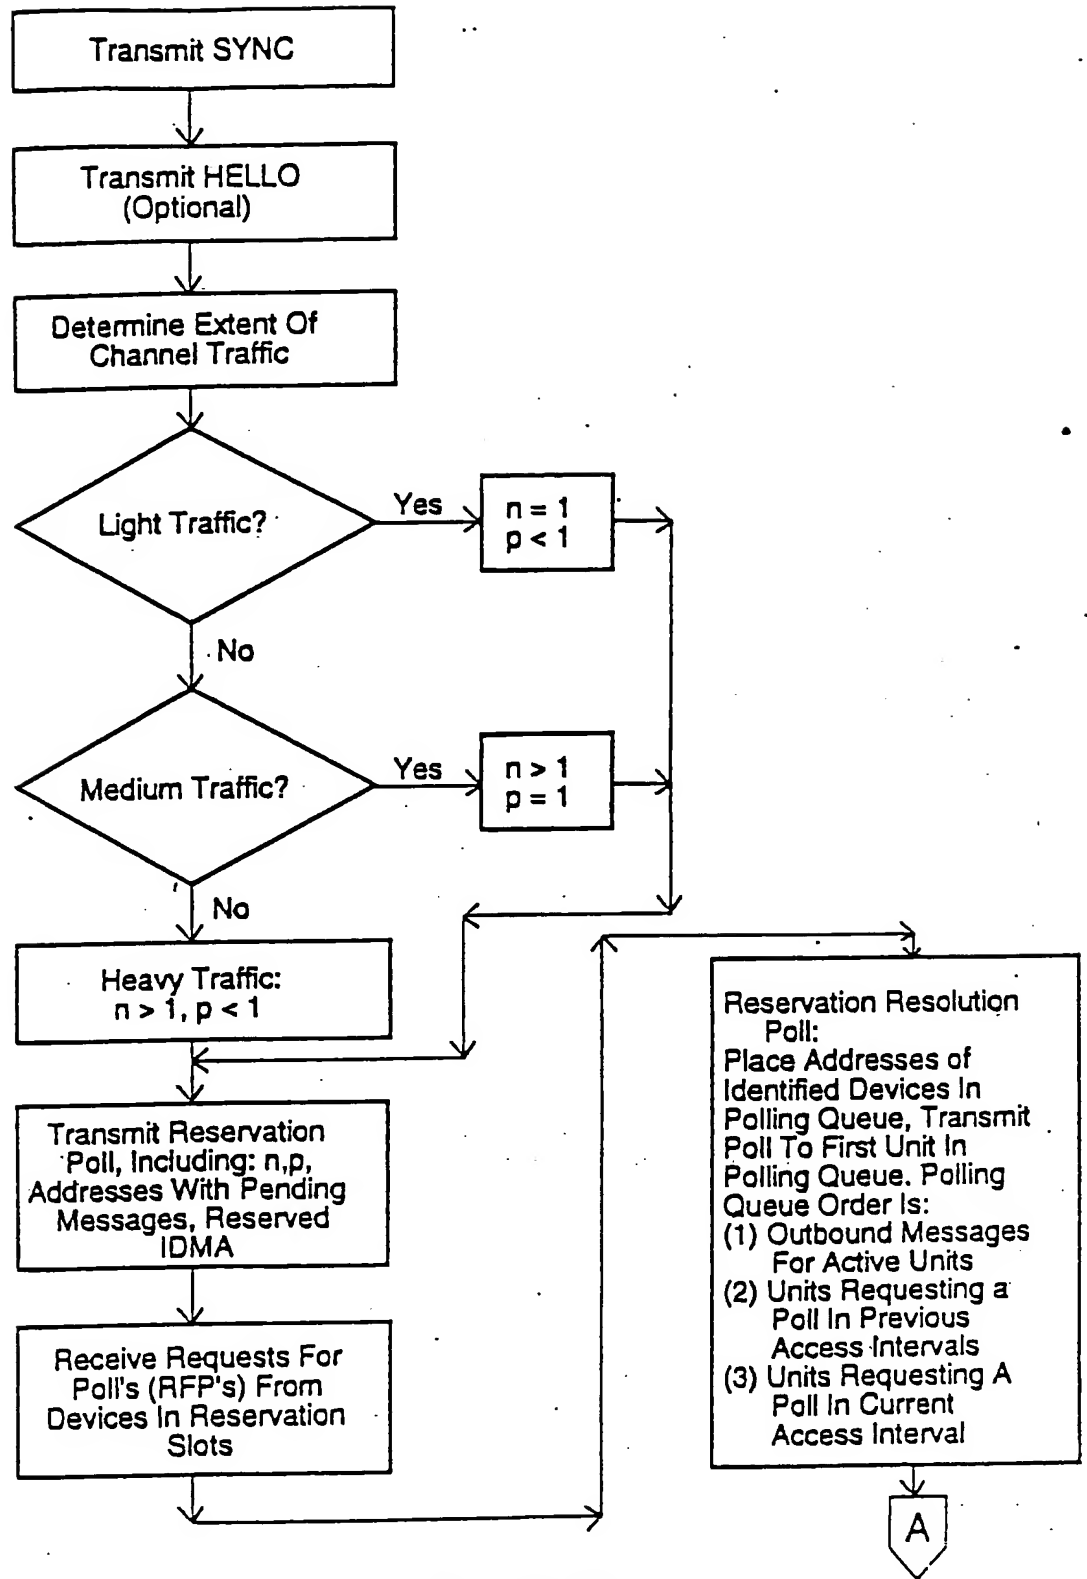 Transmit SYNC
Transmit HELLO
(Optional)
Determine Extent Of
Channel Traffic
Light Traffic?
Yes
n = 1
p < 1
No
Medium Traffic?
Yes
n > 1
p = 1
No
Heavy Traffic:
n > 1, p < 1
Transmit Reservation
Poll, Including: n,p,
Addresses With Pending
Messages, Reserved
IDMA
Receive Requests For
Poll's (RFP's) From
Devices In Reservation
Slots
Reservation Resolution
Poll:
Place Addresses of
Identified Devices In
Polling Queue, Transmit
Poll To First Unit In
Polling Queue. Polling
Queue Order Is:
(1) Outbound Messages
For Active Units
(2) Units Requesting a
Poll In Previous
Access Intervals
(3) Units Requesting A
Poll In Current
Access Interval
A